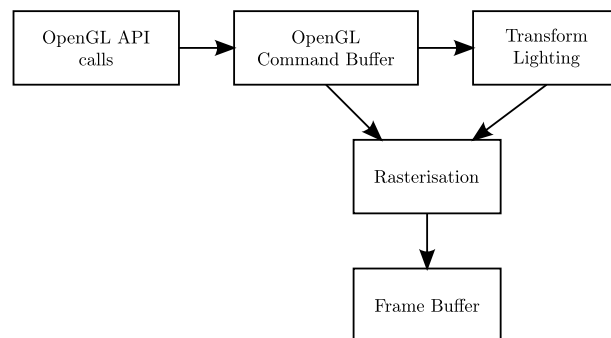 OpenGL API
calls
OpenGL
Command Buffer
Transform
Lighting
Rasterisation
Frame Buffer